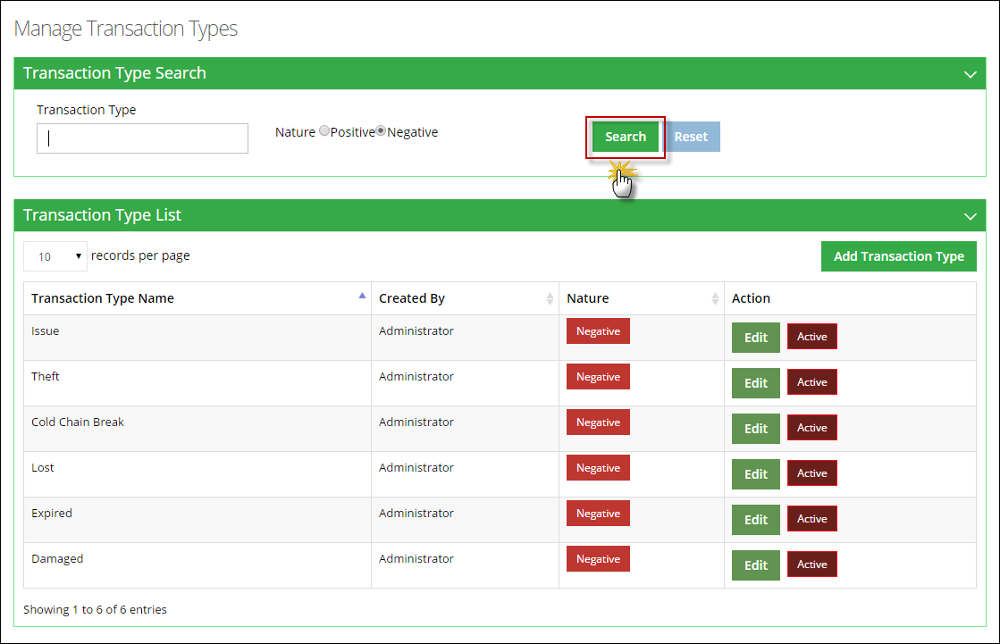 Manage Transaction Types
Transaction Type Search
Transaction Type
Nature Positive Negative
Search Reset
Transaction Type List
10 records per page
Add Transaction Type
Transaction Type Name Created By Nature Action
Issue Administrator Negative Edit Active
Theft Administrator Negative Edit Active
Cold Chain Break Administrator Negative Edit Active
Lost Administrator Negative Edit Active
Expired Administrator Negative Edit Active
Damaged Administrator Negative Edit Active
Showing 1 to 6 of 6 entries